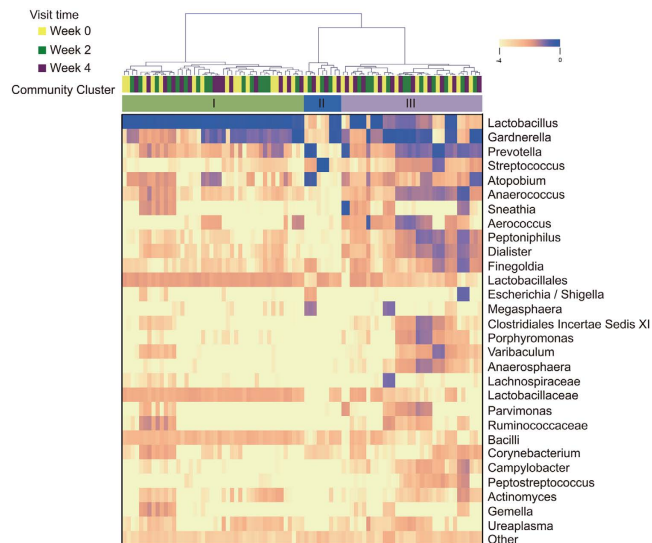 Visit time
Week 0
Week 2
Week 4
-4 0
Community Cluster
I II III
Lactobacillus
Gardnerella
Prevotella
Streptococcus
Atopobium
Anaerococcus
Sneathia
Aerococcus
Peptoniphilus
Dialister
Finegoldia
Lactobacillales
Escherichia / Shigella
Megasphaera
Clostridiales Incertae Sedis XI
Porphyromonas
Varibaculum
Anaerosphaera
Lachnospiraceae
Lactobacillaceae
Parvimonas
Ruminococcaceae
Bacilli
Corynebacterium
Campylobacter
Peptostreptococcus
Actinomyces
Gemella
Ureaplasma
Other